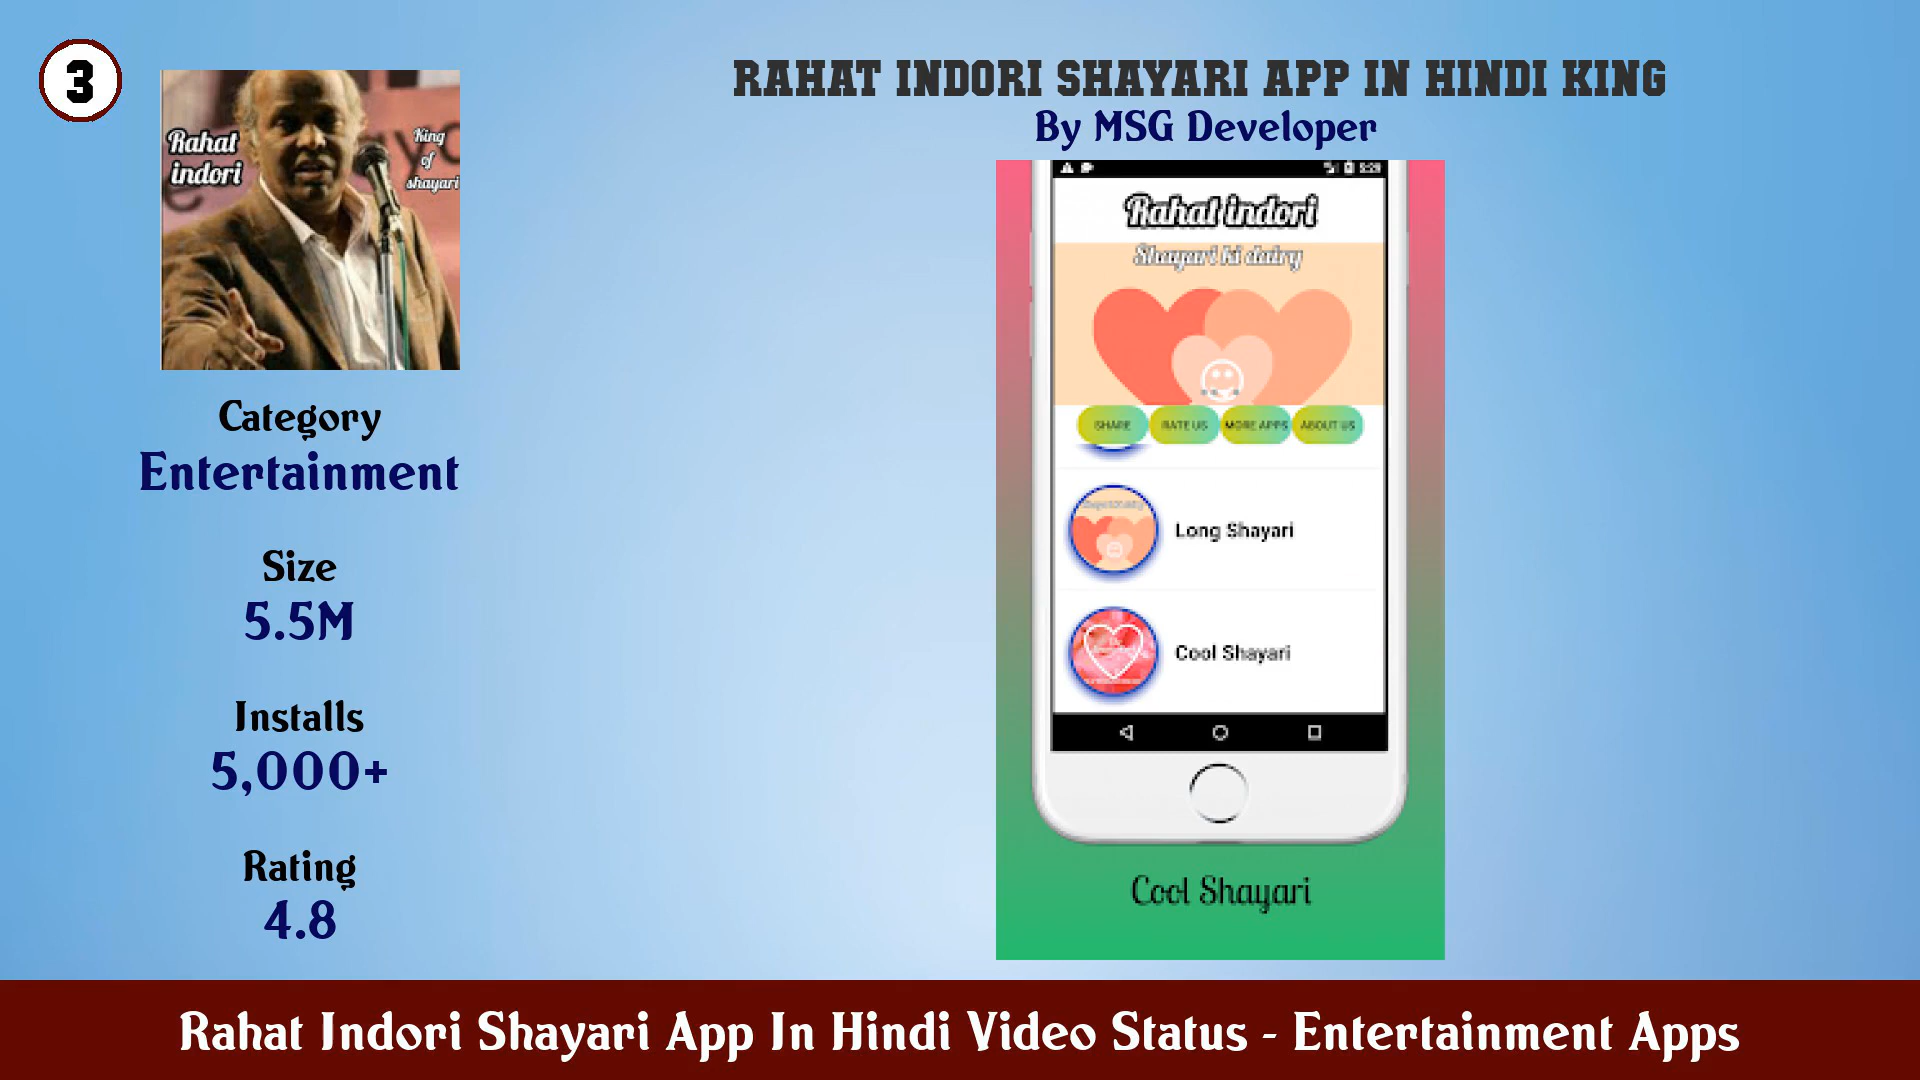 3
RAHAT INDORI SHAYARI APP IN HINDI KING
By MSG Developer
Rahat
indori
King
of
shayari
Category
Entertainment
Size
5.5M
Installs
5,000+
Rating
4.8
5:29
Rahat indori
Shayari ki dairy
SHARE RATE US MORE APPS ABOUT US
Long Shayari
Cool Shayari
Cool Shayari
Rahat Indori Shayari App In Hindi Video Status - Entertainment Apps